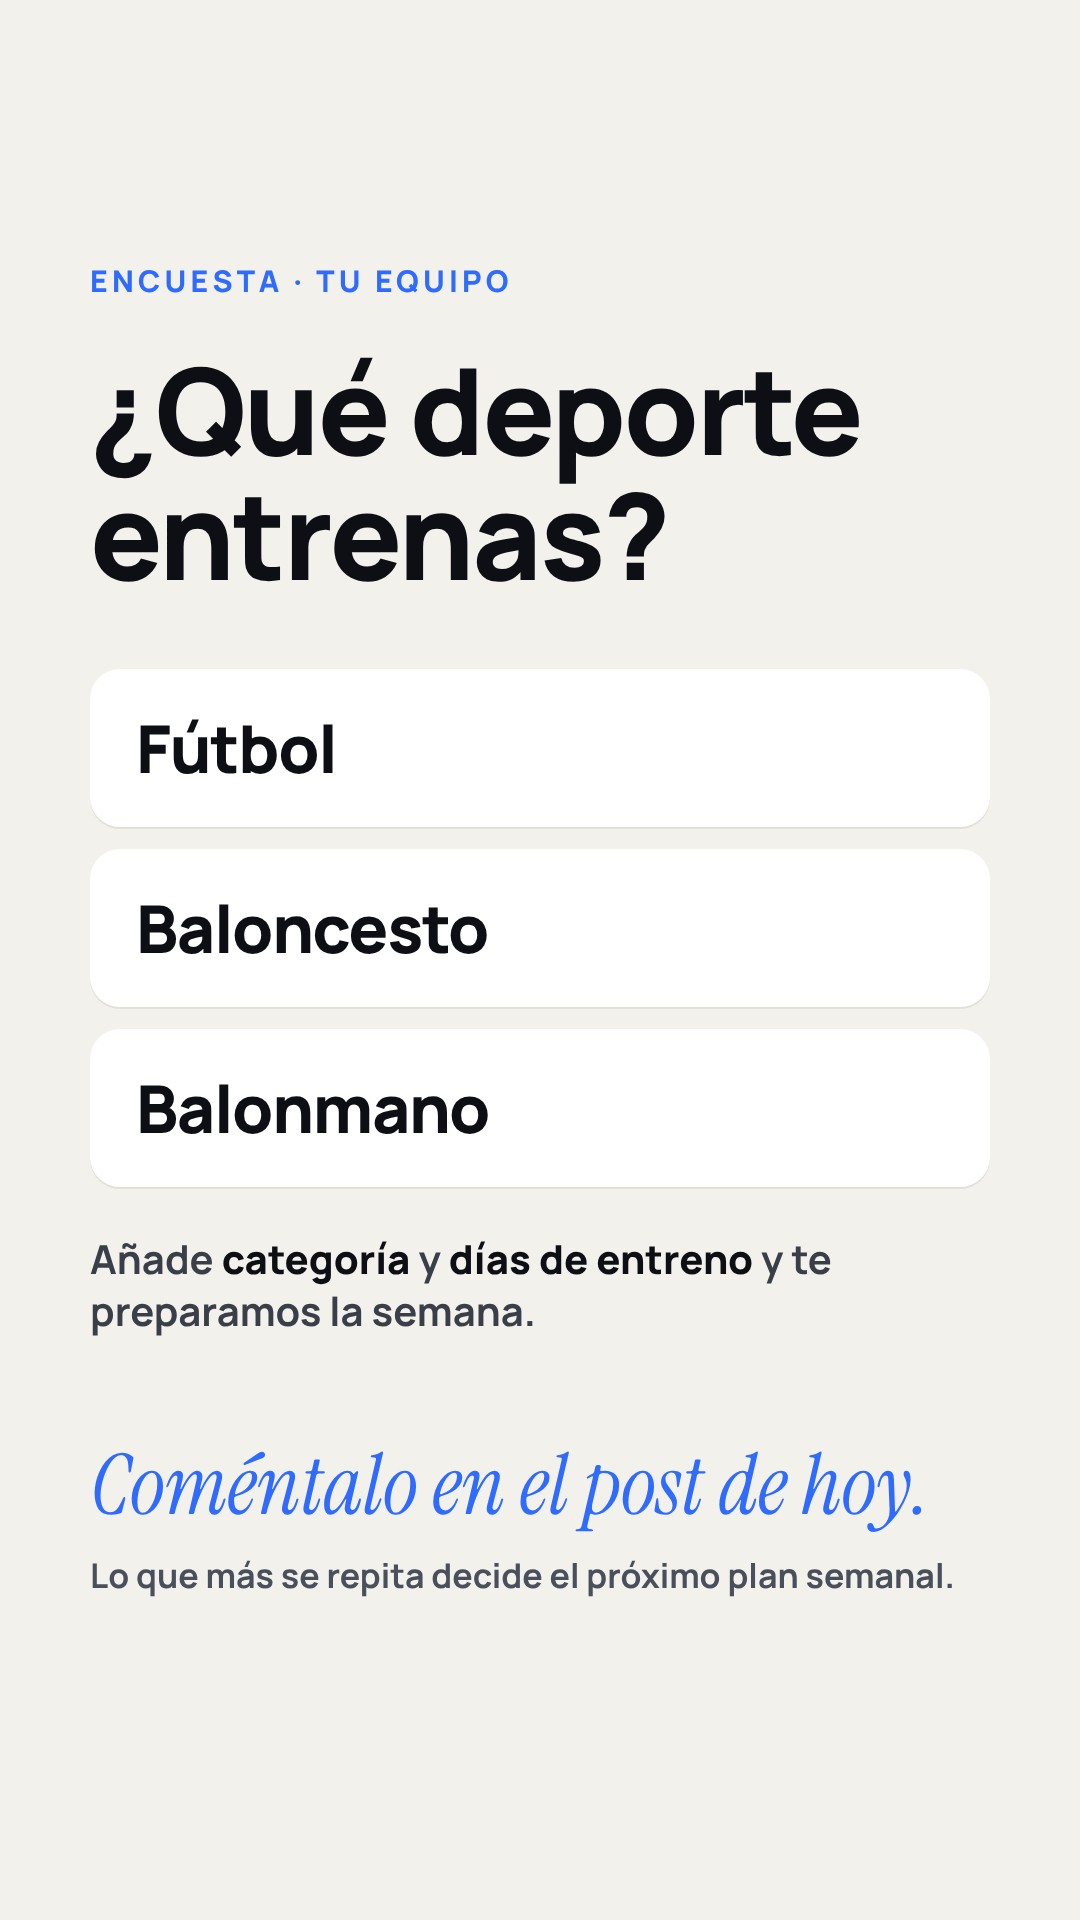 ENCUESTA · TU EQUIPO
¿Qué deporte
entrenas?
Fútbol
Baloncesto
Balonmano
Añade categoría y días de entreno y te
preparamos la semana.
Coméntalo en el post de hoy.
Lo que más se repita decide el próximo plan semanal.